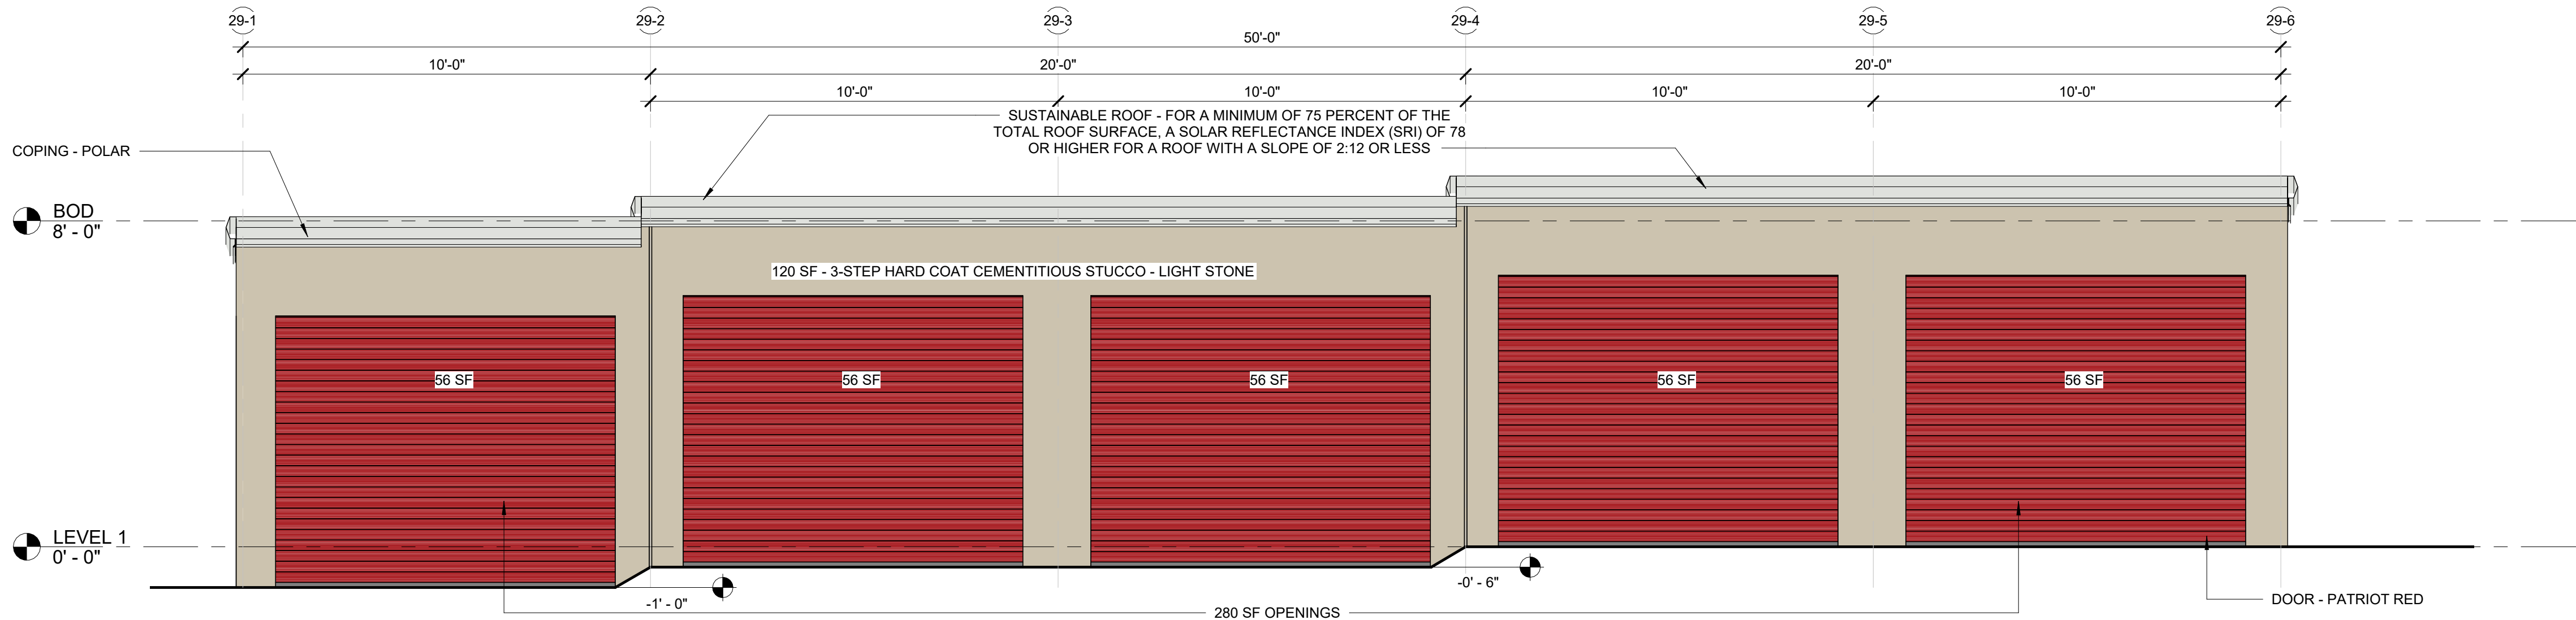 29-1
29-2
29-3
29-4
29-5
29-6
50'-0"
10'-0"
20'-0"
20'-0"
10'-0"
10'-0"
10'-0"
10'-0"
SUSTAINABLE ROOF - FOR A MINIMUM OF 75 PERCENT OF THE
TOTAL ROOF SURFACE, A SOLAR REFLECTANCE INDEX (SRI) OF 78
OR HIGHER FOR A ROOF WITH A SLOPE OF 2:12 OR LESS
COPING - POLAR
BOD
8' - 0"
120 SF - 3-STEP HARD COAT CEMENTITIOUS STUCCO - LIGHT STONE
56 SF
56 SF
56 SF
56 SF
56 SF
LEVEL 1
0' - 0"
-0' - 6"
-1' - 0"
280 SF OPENINGS
DOOR - PATRIOT RED